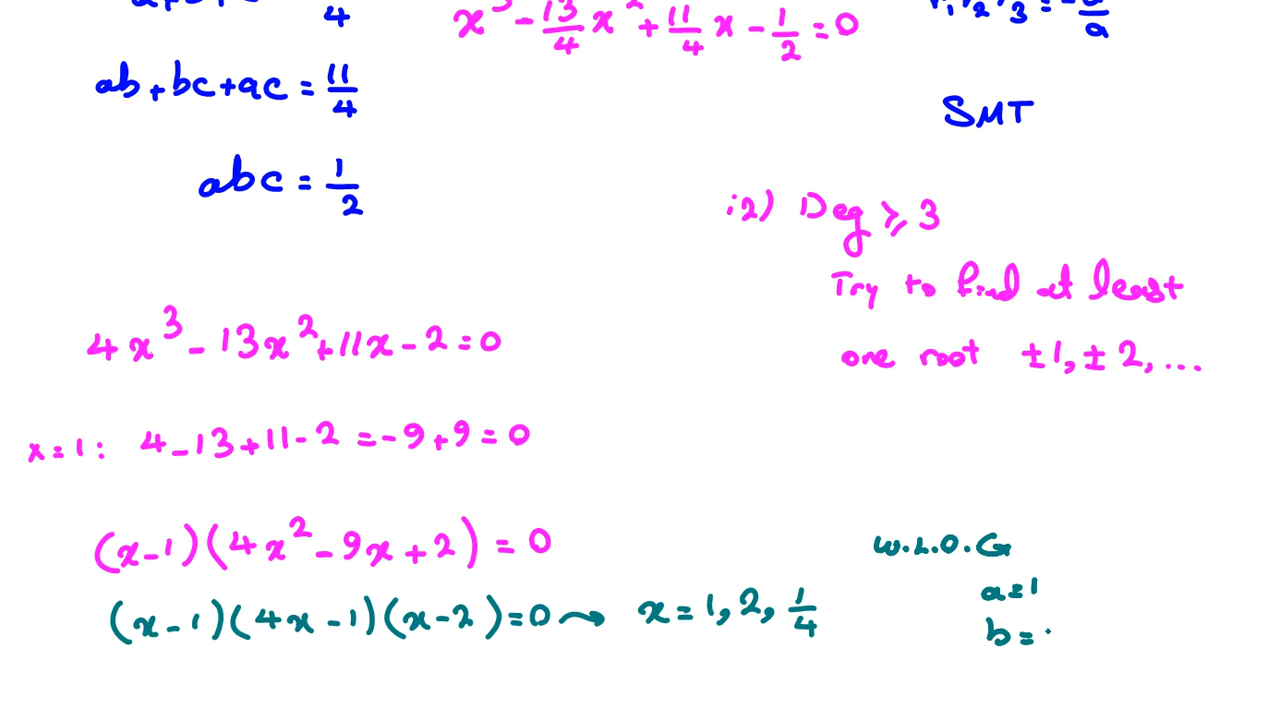 4
x³ - 13/4 x² + 11/4 x - 1/2 = 0
ab + bc + ac = 11/4
SMT
abc = 1/2
i2) Deg ⩾ 3
Try to find at least
one root ±1, ±2, ...
4x³ - 13x² + 11x - 2 = 0
x = 1 : 4 - 13 + 11 - 2 = -9 + 9 = 0
(x-1)(4x² - 9x + 2) = 0
(x-1)(4x-1)(x-2) = 0 ⇝ x = 1, 2, 1/4
W.L.O.G
a = 1
b =